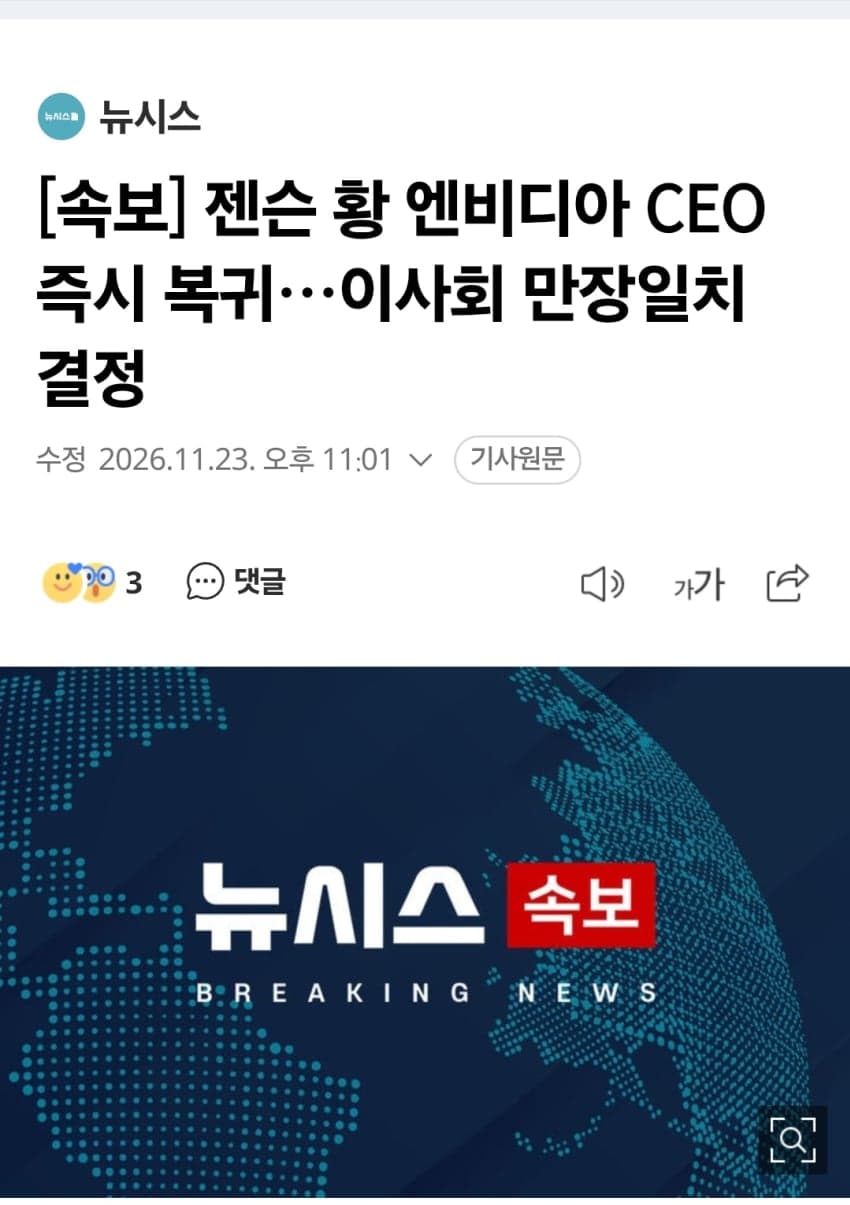 뉴시스
뉴시스
[속보] 젠슨 황 엔비디아 CEO
즉시 복귀…이사회 만장일치
결정
수정 2026.11.23. 오후 11:01
기사원문
3
댓글
가가
뉴시스 속보
BREAKING NEWS